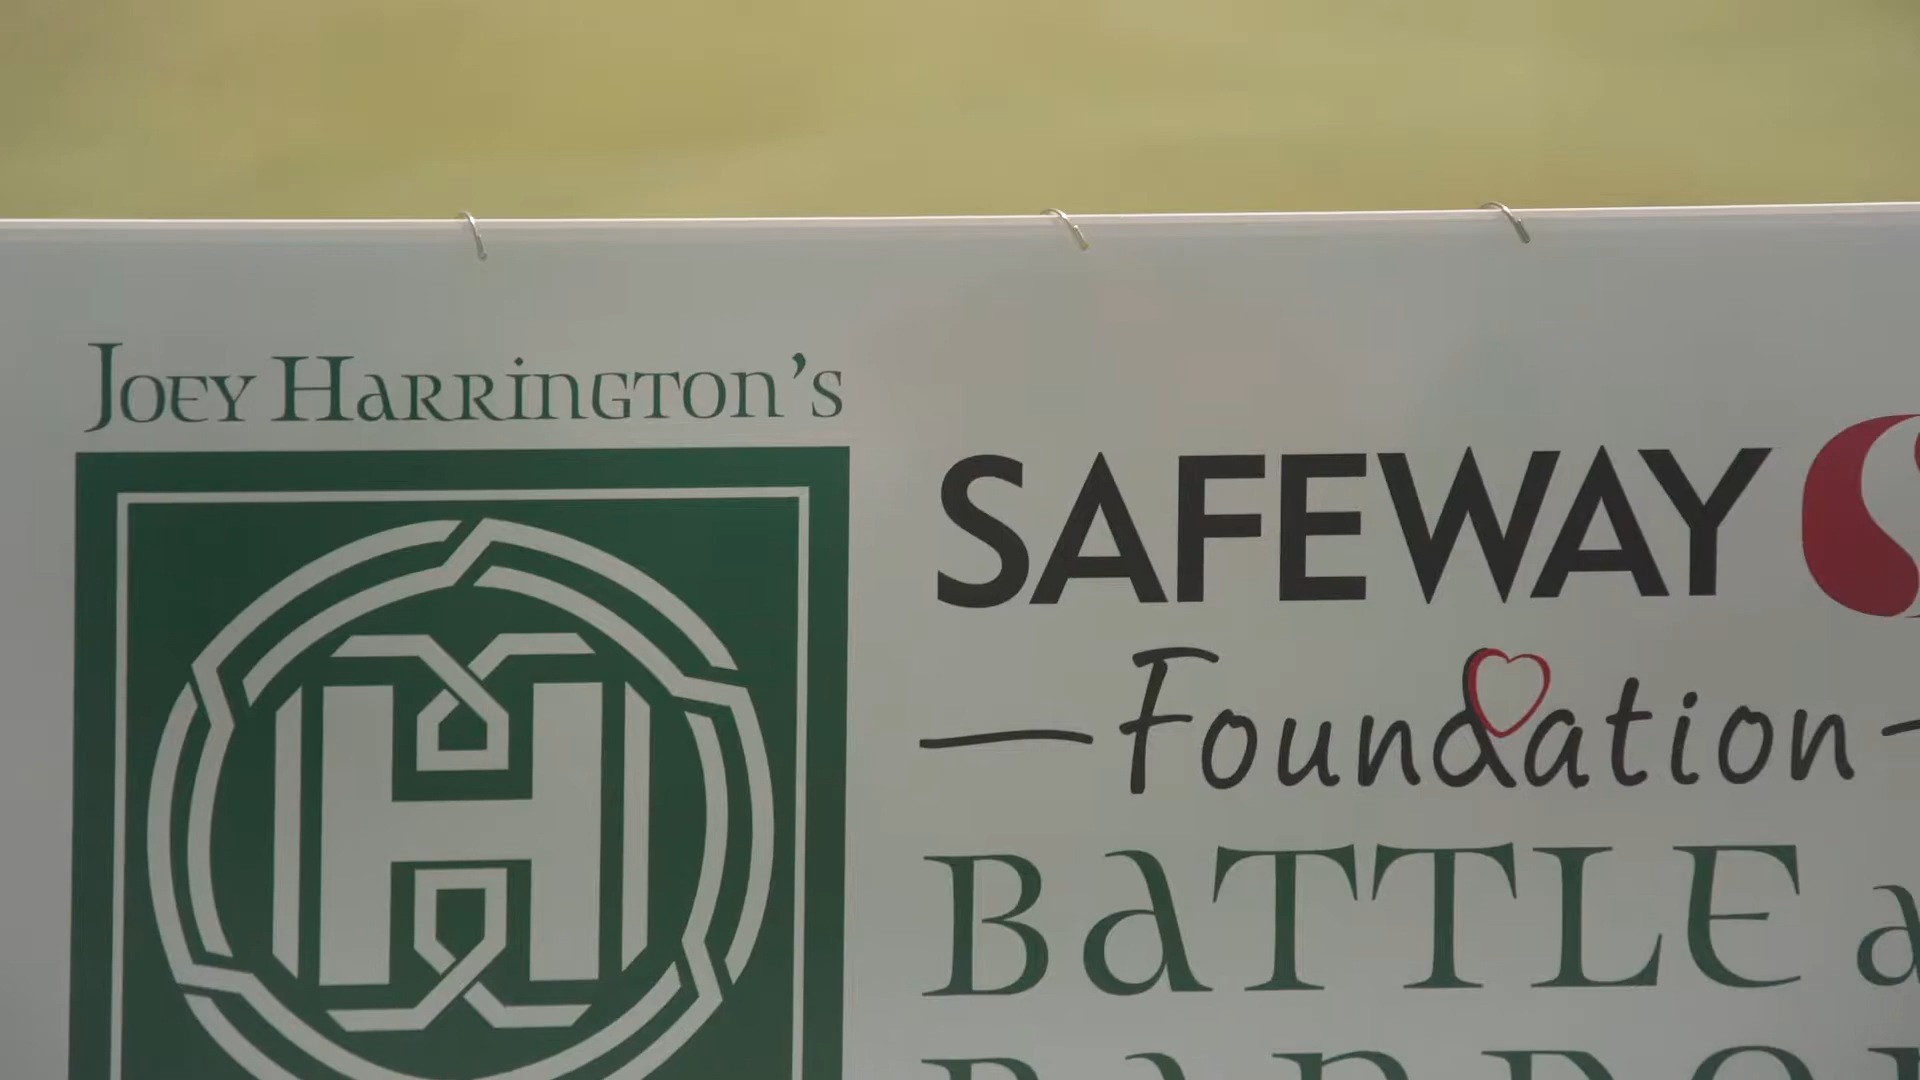 Joey Harrington's
H
SAFEWAY
Foundation
BATTLE